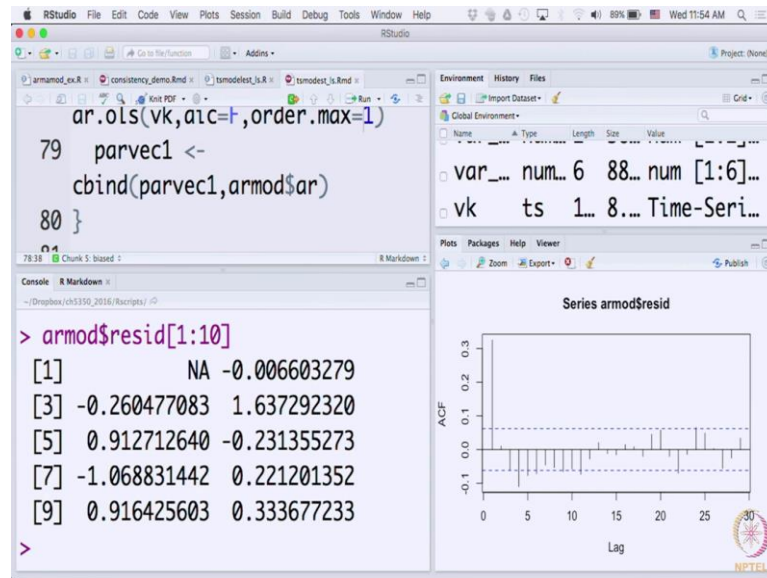 RStudio File Edit Code View Plots Session Build Debug Tools Window Help 89% Wed 11:54 AM
RStudio
Go to file/function Addins Project: (None)
armamod_ex.R consistency_demo.Rmd tsmodelest_ls.R tsmodest_ls.Rmd
Knit PDF Run
ar.ols(vk,aic=F,order.max=1)
79 parvec1 <-
cbind(parvec1,armod$ar)
80 }
81
78:38 Chunk 5: biased R Markdown
Console R Markdown
~/Dropbox/ch5350_2016/Rscripts/
> armod$resid[1:10]
[1] NA -0.006603279
[3] -0.260477083 1.637292320
[5] 0.912712640 -0.231355273
[7] -1.068831442 0.221201352
[9] 0.916425603 0.333677233
>
Environment History Files
Import Dataset Grid
Global Environment
Name Type Length Size Value
var_… num… 6 88… num [1:6]…
vk ts 1… 8.… Time-Seri…
Plots Packages Help Viewer
Zoom Export Publish
Series armod$resid
ACF
0.3
0.2
0.1
0.0
-0.1
0 5 10 15 20 25 30
Lag
NPTEL